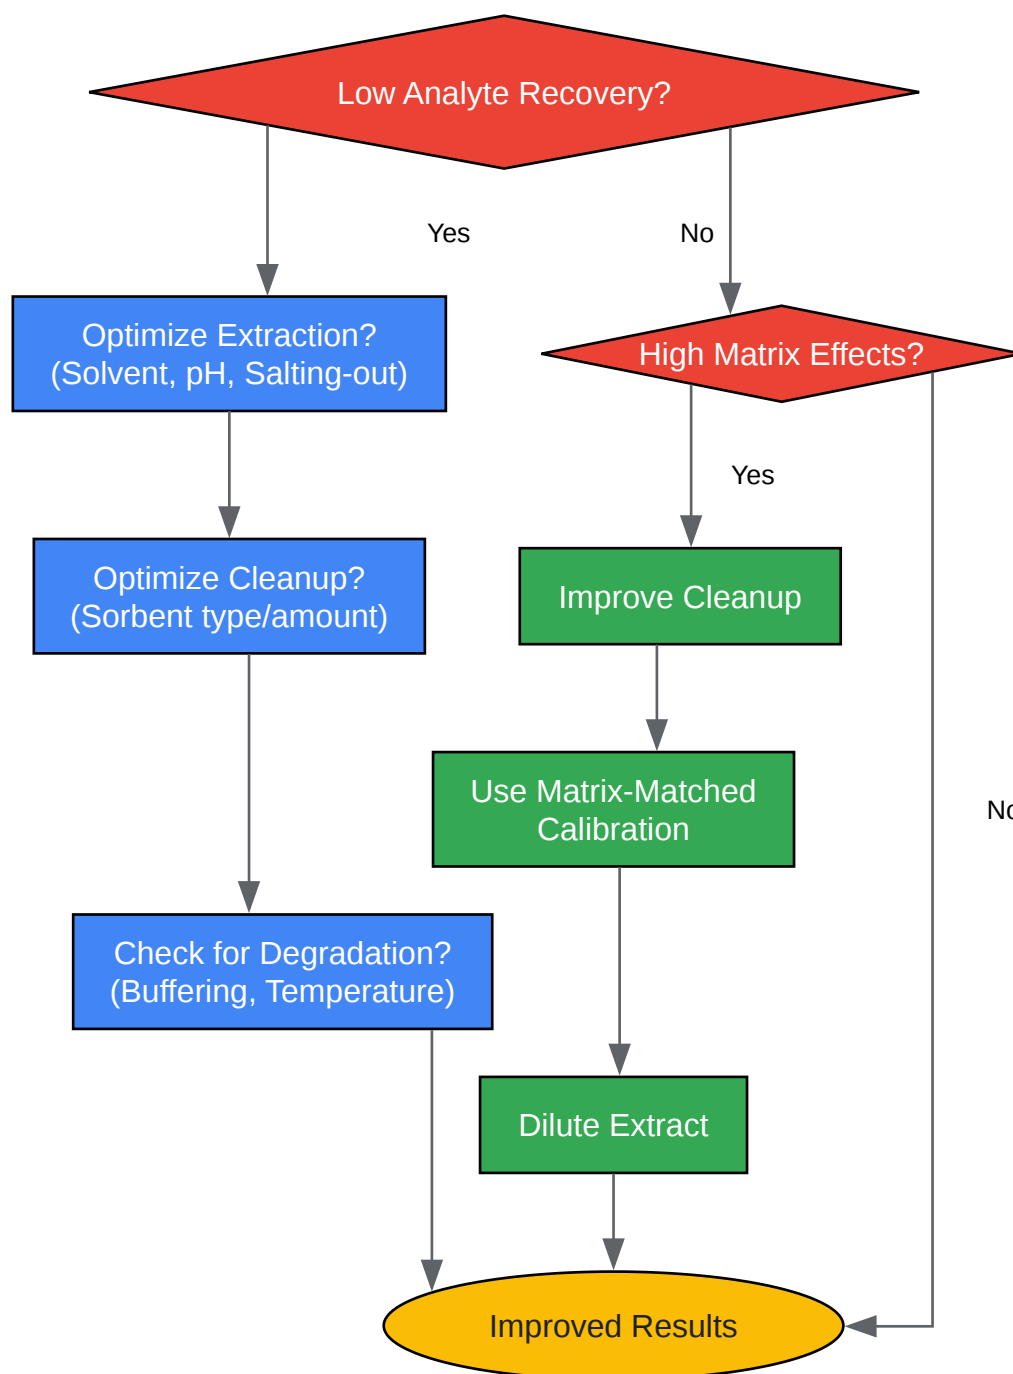 Low Analyte Recovery?
Yes
No
Optimize Extraction?
(Solvent, pH, Salting-out)
High Matrix Effects?
Yes
Optimize Cleanup?
(Sorbent type/amount)
Improve Cleanup
Use Matrix-Matched
Calibration
No
Check for Degradation?
(Buffering, Temperature)
Dilute Extract
Improved Results